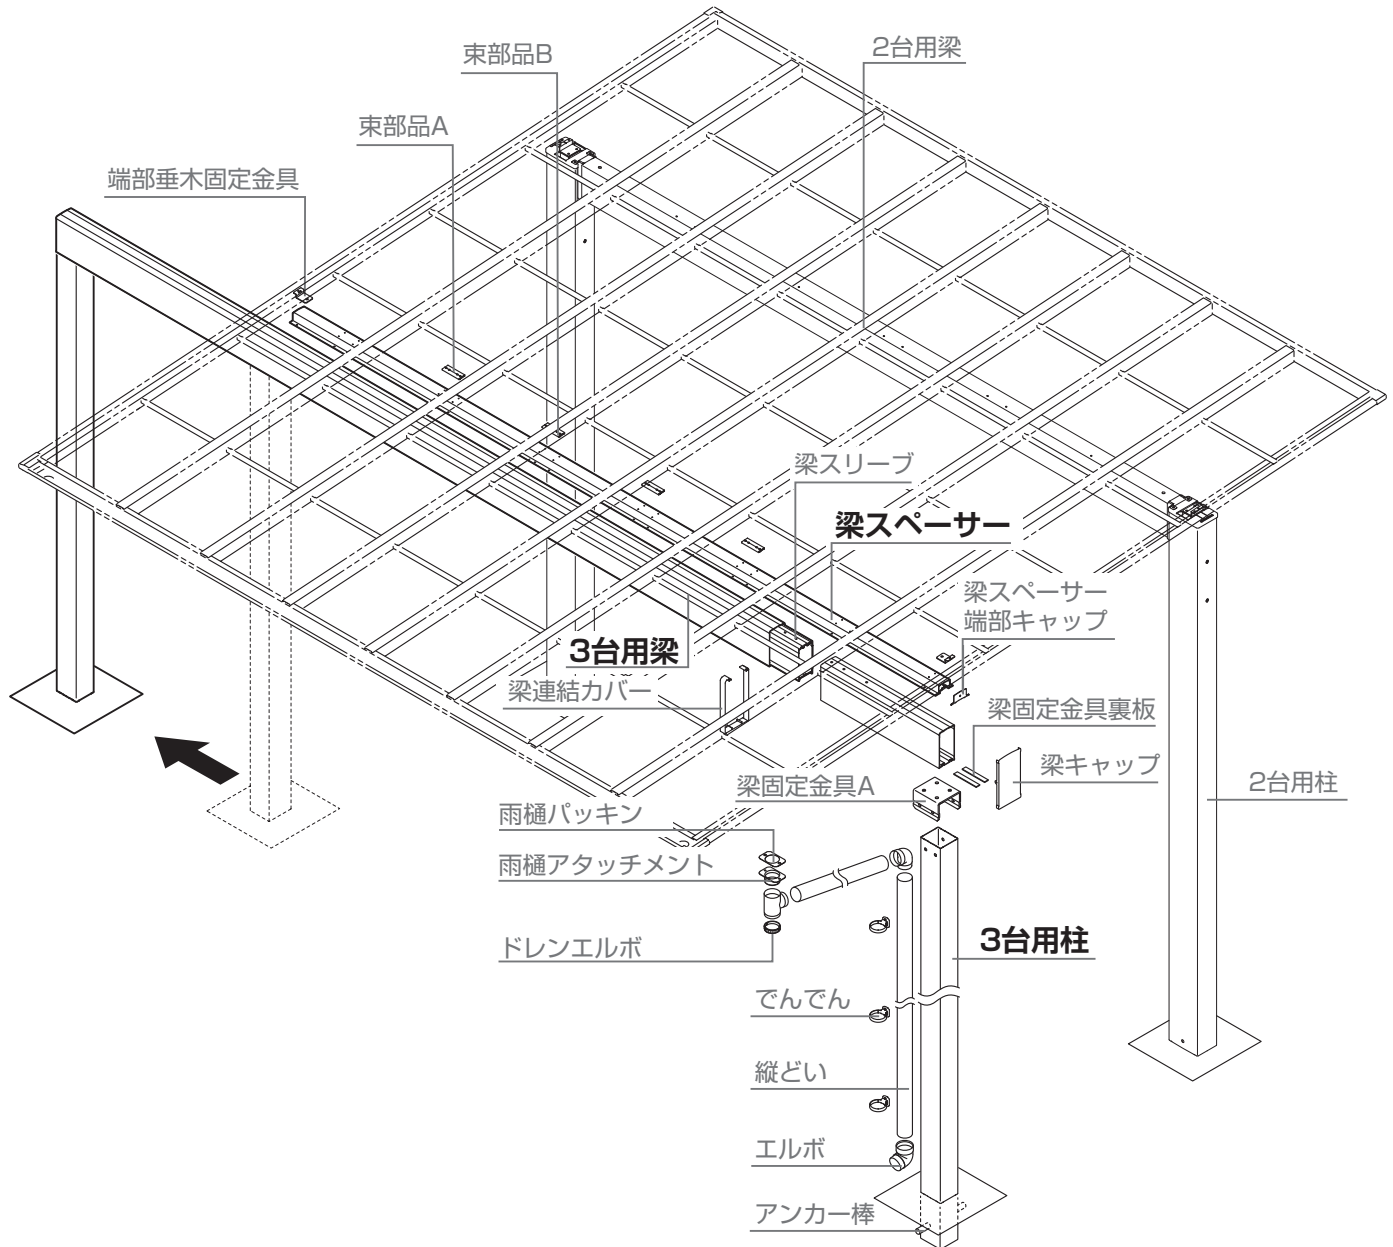 2台用梁
束部品B
束部品A
端部垂木固定金具
梁スリーブ
梁スペーサー
梁スペーサー
端部キャップ
3台用梁
梁連結カバー
梁固定金具裏板
梁キャップ
梁固定金具A
2台用柱
雨樋パッキン
雨樋アタッチメント
ドレンエルボ
3台用柱
でんでん
縦どい
エルボ
アンカー棒